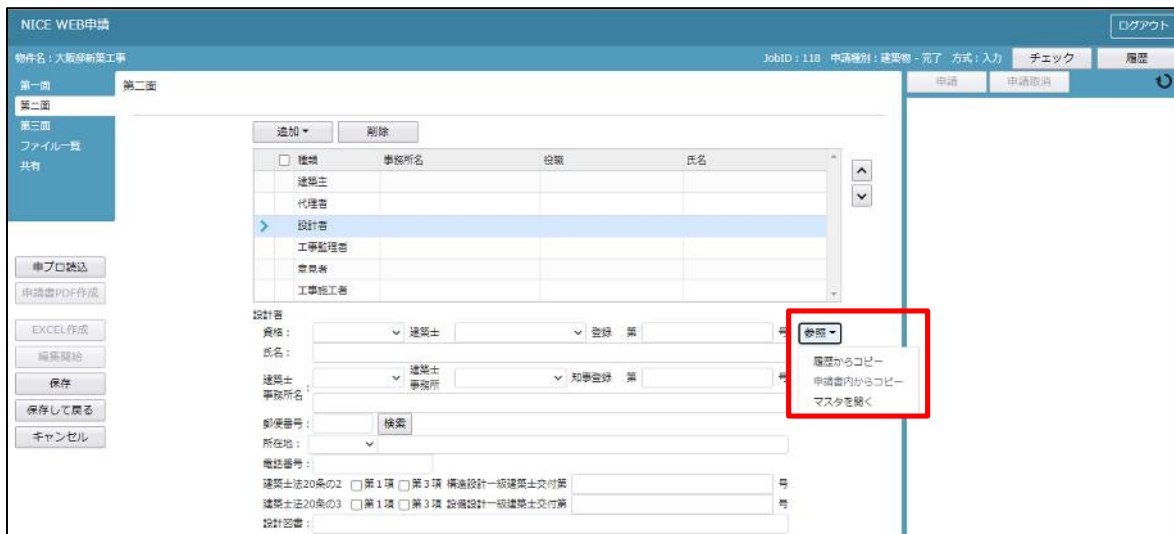 NICE WEB申請
ログアウト
物件名：大阪邸新築工事
JobID：118 申請種別：建築物 - 完了 方式：入力
チェック
履歴
第一面
第二面
第三面
ファイル一覧
共有
第二面
申請
申請取消
追加
削除
種類 事務所名 役職 氏名
建築主
代理者
設計者
工事監理者
意見者
工事施工者
申プロ読込
申請書PDF作成
EXCEL作成
編集開始
保存
保存して戻る
キャンセル
設計者
資格： 建築士 登録 第 号
参照
氏名：
履歴からコピー
申請書内からコピー
マスタを開く
建築士事務所名： 建築士事務所 知事登録 第 号
郵便番号： 検索
所在地：
電話番号：
建築士法20条の2 第1項 第3項 構造設計一級建築士交付第 号
建築士法20条の3 第1項 第3項 設備設計一級建築士交付第 号
設計図書：